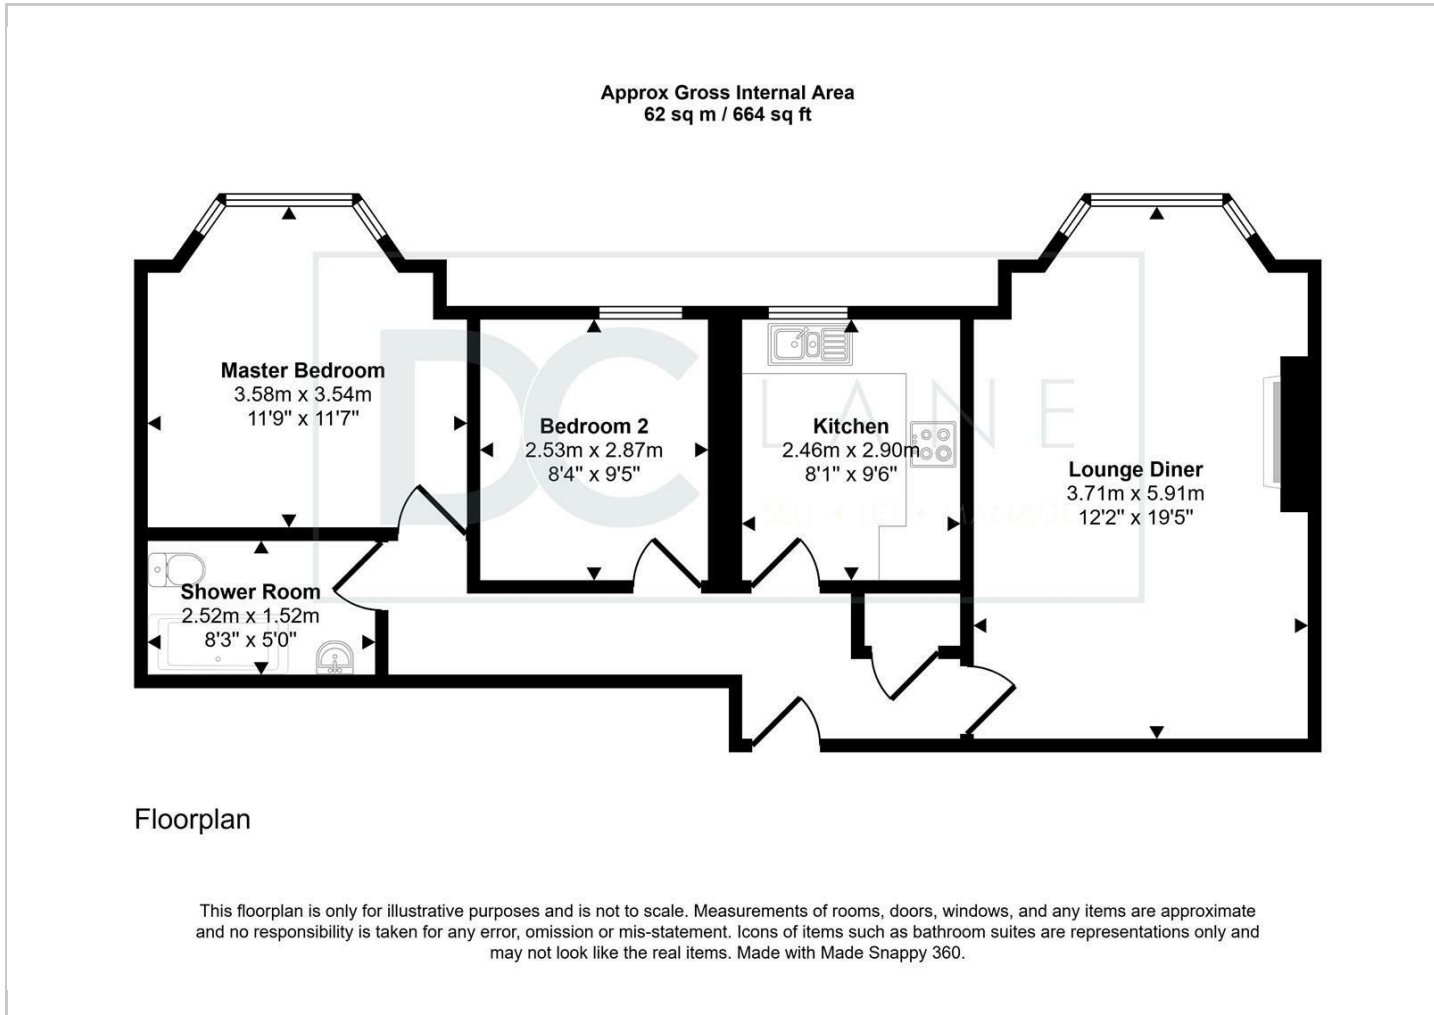 Approx Gross Internal Area
62 sq m / 664 sq ft
Master Bedroom
3.58m x 3.54m
11'9" x 11'7"
Bedroom 2
2.53m x 2.87m
8'4" x 9'5"
Kitchen
2.46m x 2.90m
8'1" x 9'6"
Lounge Diner
3.71m x 5.91m
12'2" x 19'5"
Shower Room
2.52m x 1.52m
8'3" x 5'0"
DC LANE
SELL • LET • MANAGE
Floorplan
This floorplan is only for illustrative purposes and is not to scale. Measurements of rooms, doors, windows, and any items are approximate
and no responsibility is taken for any error, omission or mis-statement. Icons of items such as bathroom suites are representations only and
may not look like the real items. Made with Made Snappy 360.